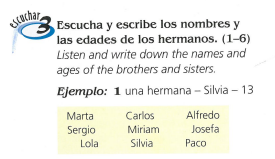 escuchar 3 Escucha y escribe los nombres y
las edades de los hermanos. (1–6)
Listen and write down the names and
ages of the brothers and sisters.
Ejemplo: 1 una hermana – Silvia – 13
Marta Carlos Alfredo
Sergio Miriam Josefa
Lola Silvia Paco